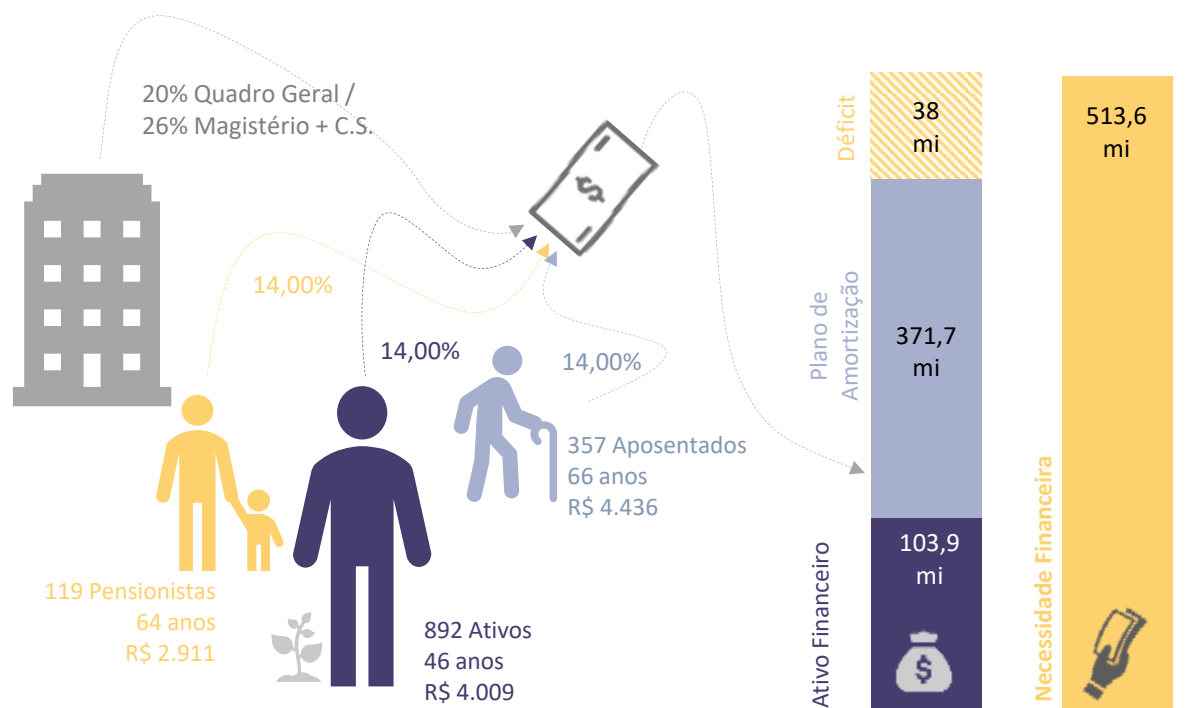 20% Quadro Geral /
26% Magistério + C.S.
$
14,00%
14,00%
14,00%
357 Aposentados
66 anos
R$ 4.436
119 Pensionistas
64 anos
R$ 2.911
892 Ativos
46 anos
R$ 4.009
Déficit
38
mi
Plano de
Amortização
371,7
mi
Ativo Financeiro
103,9
mi
$
Necessidade Financeira
513,6
mi